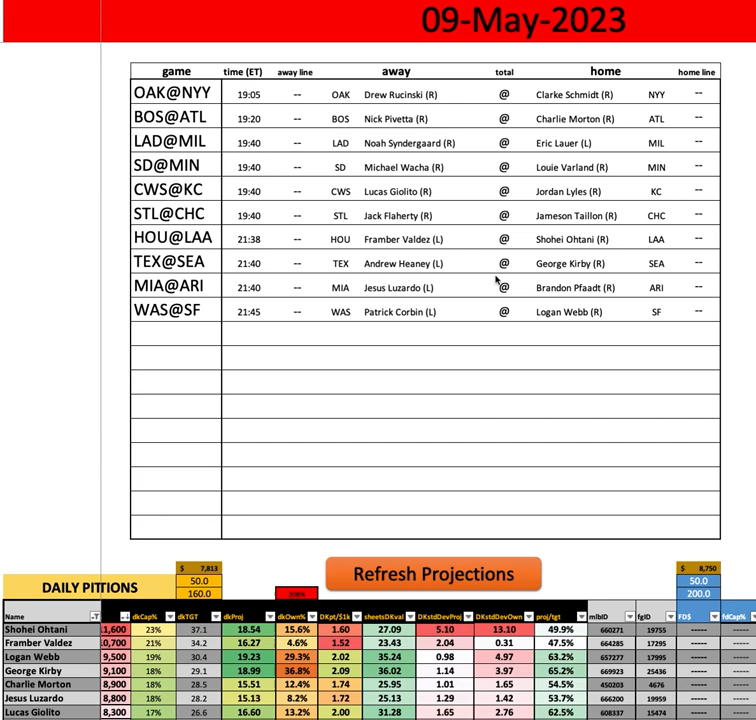 09-May-2023
game time (ET) away line away total home home line
OAK@NYY 19:05 -- OAK Drew Rucinski (R) @ Clarke Schmidt (R) NYY --
BOS@ATL 19:20 -- BOS Nick Pivetta (R) @ Charlie Morton (R) ATL --
LAD@MIL 19:40 -- LAD Noah Syndergaard (R) @ Eric Lauer (L) MIL --
SD@MIN 19:40 -- SD Michael Wacha (R) @ Louie Varland (R) MIN --
CWS@KC 19:40 -- CWS Lucas Giolito (R) @ Jordan Lyles (R) KC --
STL@CHC 19:40 -- STL Jack Flaherty (R) @ Jameson Taillon (R) CHC --
HOU@LAA 21:38 -- HOU Framber Valdez (L) @ Shohei Ohtani (R) LAA --
TEX@SEA 21:40 -- TEX Andrew Heaney (L) @ George Kirby (R) SEA --
MIA@ARI 21:40 -- MIA Jesus Luzardo (L) @ Brandon Pfaadt (R) ARI --
WAS@SF 21:45 -- WAS Patrick Corbin (L) @ Logan Webb (R) SF --
$ 7,813 Refresh Projections $ 8,750
DAILY PITIONS 50.0 50.0
160.0 200.0
Name dkCap% dkTGT dkProj dkOwn% DKpt/$1k sheetsDKval DKstdDevProj DKstdDevOwn proj/tgt mlbID fgID FD$ fdCap%
Shohei Ohtani 11,600 23% 37.1 18.54 15.6% 1.60 27.09 5.10 13.10 49.9% 660271 19755 ----- -----
Framber Valdez 10,700 21% 34.2 16.27 4.6% 1.52 23.43 2.04 0.31 47.5% 664285 17295 ----- -----
Logan Webb 9,500 19% 30.4 19.23 29.3% 2.02 35.24 0.98 4.97 63.2% 657277 17995 ----- -----
George Kirby 9,100 18% 29.1 18.99 36.8% 2.09 36.02 1.14 3.97 65.2% 669923 25436 ----- -----
Charlie Morton 8,900 18% 28.5 15.51 12.4% 1.74 25.95 1.01 1.65 54.5% 450203 4676 ----- -----
Jesus Luzardo 8,800 18% 28.2 15.13 8.2% 1.72 25.13 1.29 1.42 53.7% 666200 17959 ----- -----
Lucas Giolito 8,300 17% 26.6 16.60 13.2% 2.00 31.28 1.65 2.76 62.5% 608337 15474 ----- -----